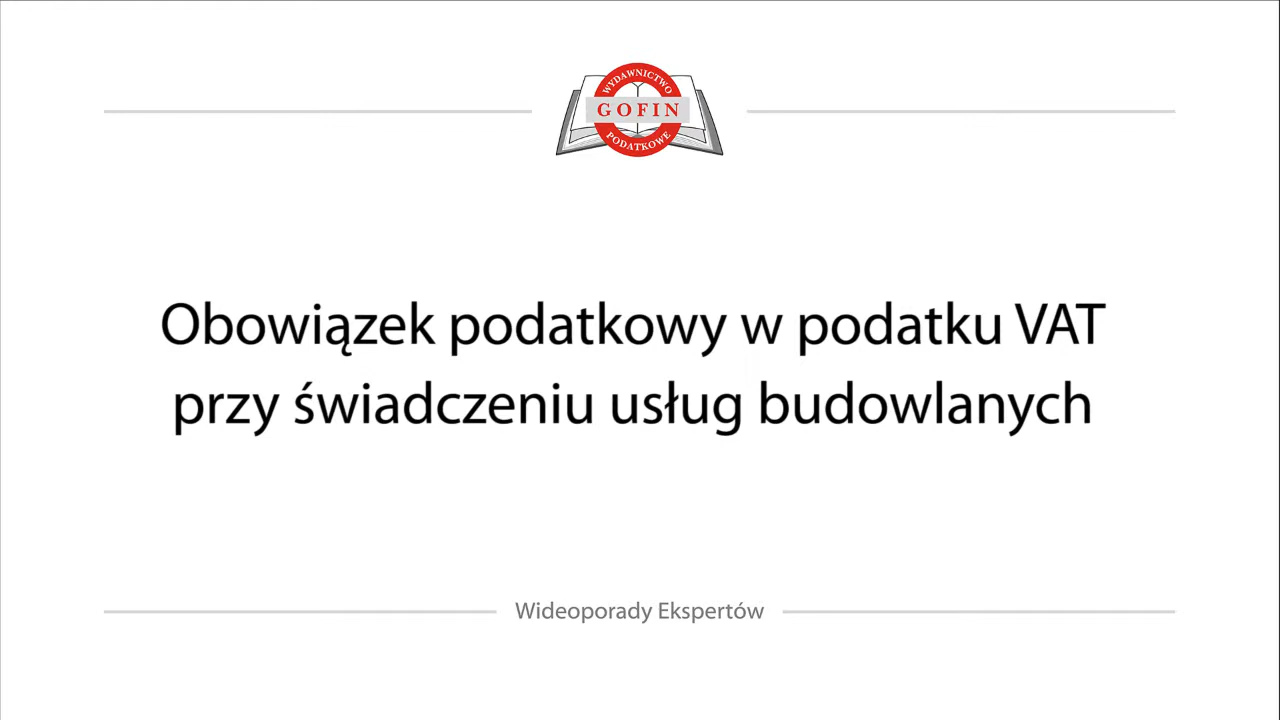 WYDAWNICTWO
GOFIN
PODATKOWE
Obowiązek podatkowy w podatku VAT
przy świadczeniu usług budowlanych
Wideoporady Ekspertów